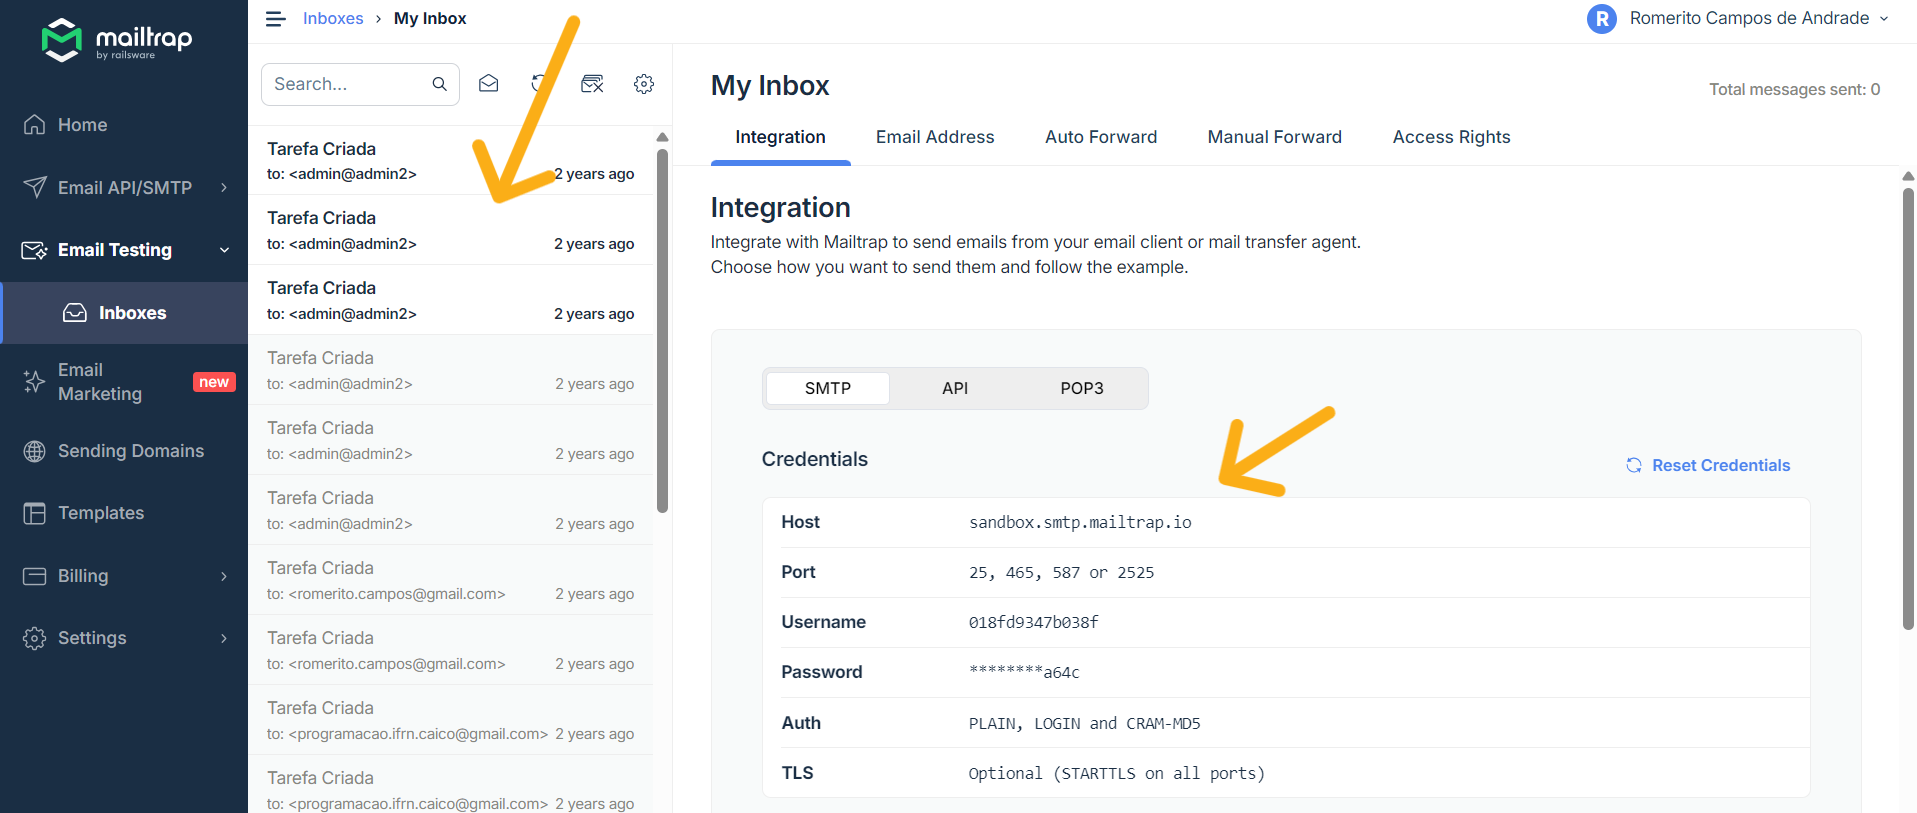 mailtrap
by railsware
Home
Email API/SMTP
Email Testing
Inboxes
Email
Marketing
new
Sending Domains
Templates
Billing
Settings
Inboxes › My Inbox
R Romerito Campos de Andrade
Search...
Tarefa Criada
to: <admin@admin2> 2 years ago
Tarefa Criada
to: <admin@admin2> 2 years ago
Tarefa Criada
to: <admin@admin2> 2 years ago
Tarefa Criada
to: <admin@admin2> 2 years ago
Tarefa Criada
to: <admin@admin2> 2 years ago
Tarefa Criada
to: <admin@admin2> 2 years ago
Tarefa Criada
to: <romerito.campos@gmail.com> 2 years ago
Tarefa Criada
to: <romerito.campos@gmail.com> 2 years ago
Tarefa Criada
to: <programacao.ifrn.caico@gmail.com> 2 years ago
Tarefa Criada
to: <programacao.ifrn.caico@gmail.com> 2 years ago
My Inbox
Total messages sent: 0
Integration Email Address Auto Forward Manual Forward Access Rights
Integration
Integrate with Mailtrap to send emails from your email client or mail transfer agent.
Choose how you want to send them and follow the example.
SMTP API POP3
Credentials
Reset Credentials
Host sandbox.smtp.mailtrap.io
Port 25, 465, 587 or 2525
Username 018fd9347b038f
Password ********a64c
Auth PLAIN, LOGIN and CRAM-MD5
TLS Optional (STARTTLS on all ports)